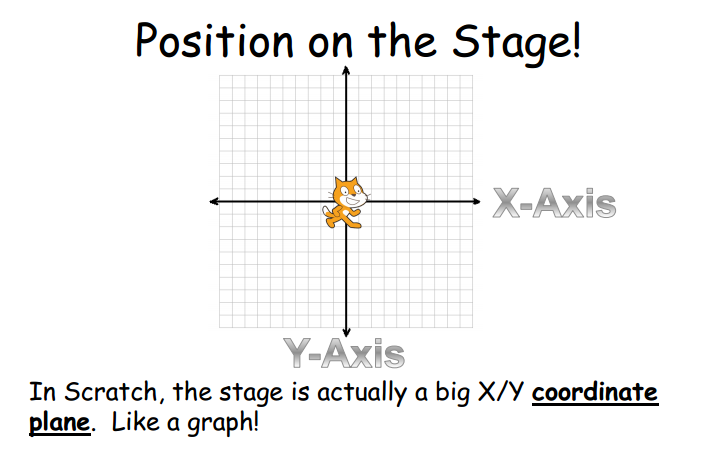 Position on the Stage!
X-Axis
Y-Axis
In Scratch, the stage is actually a big X/Y coordinate
plane.  Like a graph!